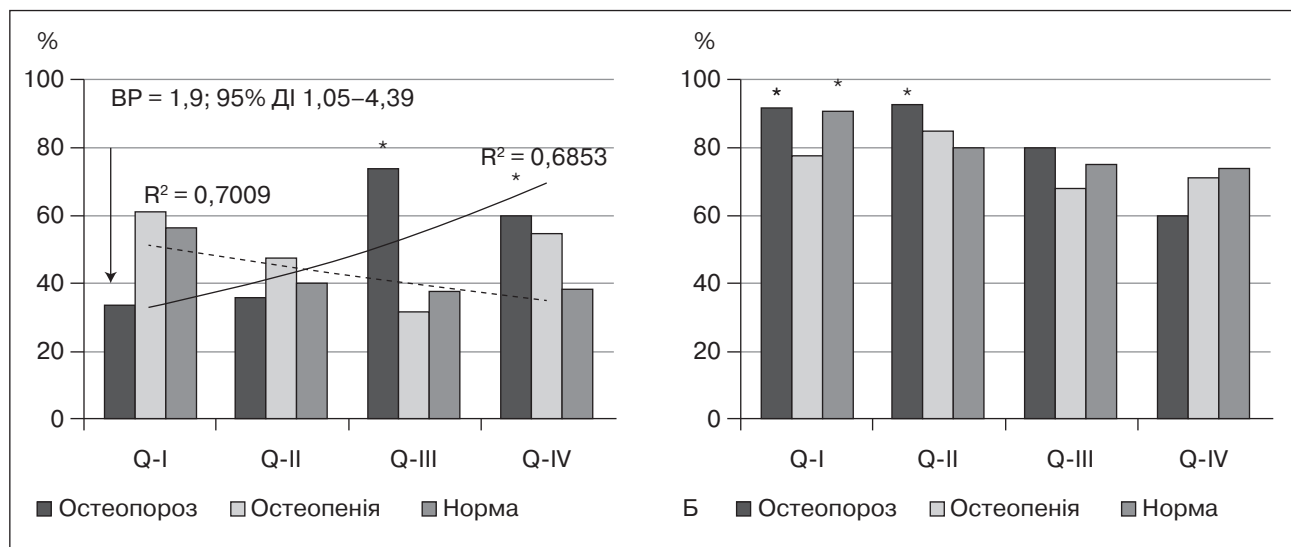 %
100
80
60
40
20
0
ВР = 1,9; 95% ДІ 1,05–4,39
R² = 0,7009
*
R² = 0,6853
*
Q-I
Q-II
Q-III
Q-IV
Остеопороз
Остеопенія
Норма
%
100
80
60
40
20
0
*
*
*
Q-I
Q-II
Q-III
Q-IV
Б
Остеопороз
Остеопенія
Норма